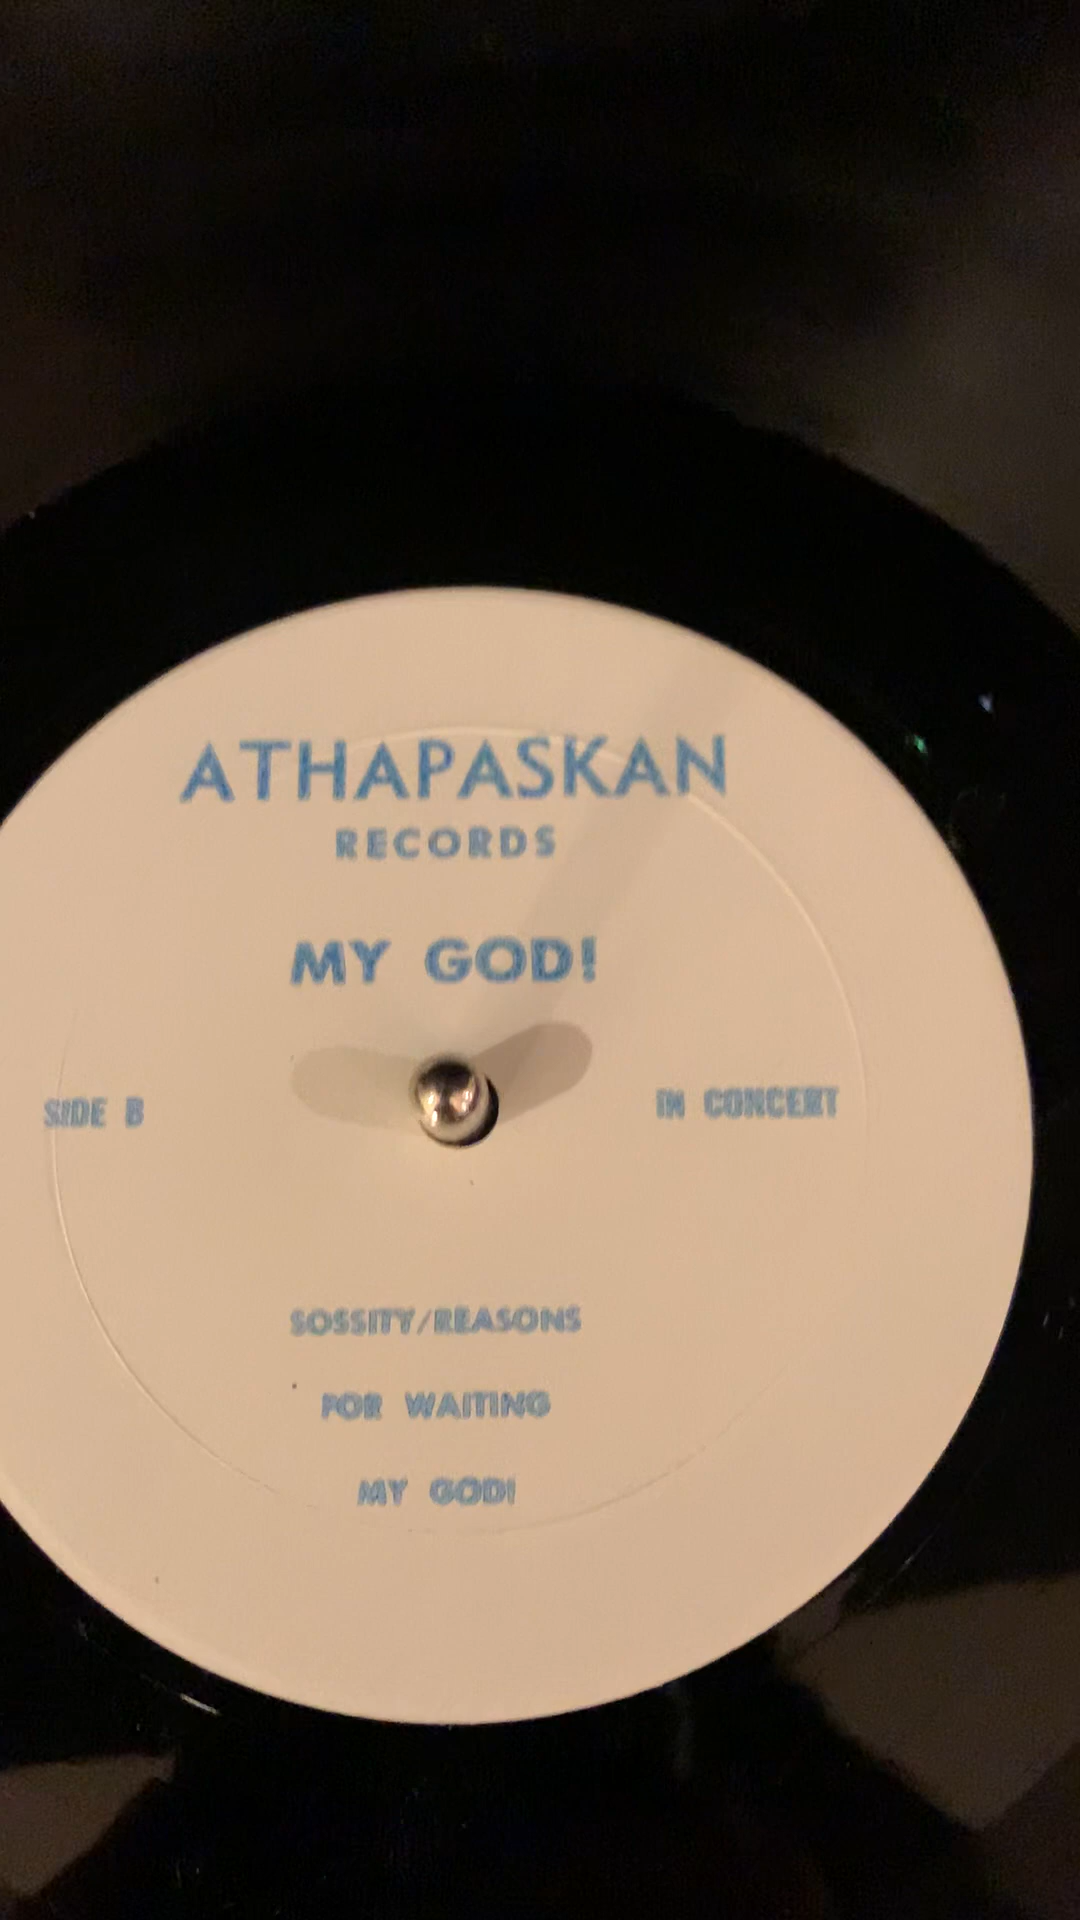 ATHAPASKAN
RECORDS
MY GOD!
SIDE B
IN CONCERT
SOSSITY/REASONS
FOR WAITING
MY GOD!